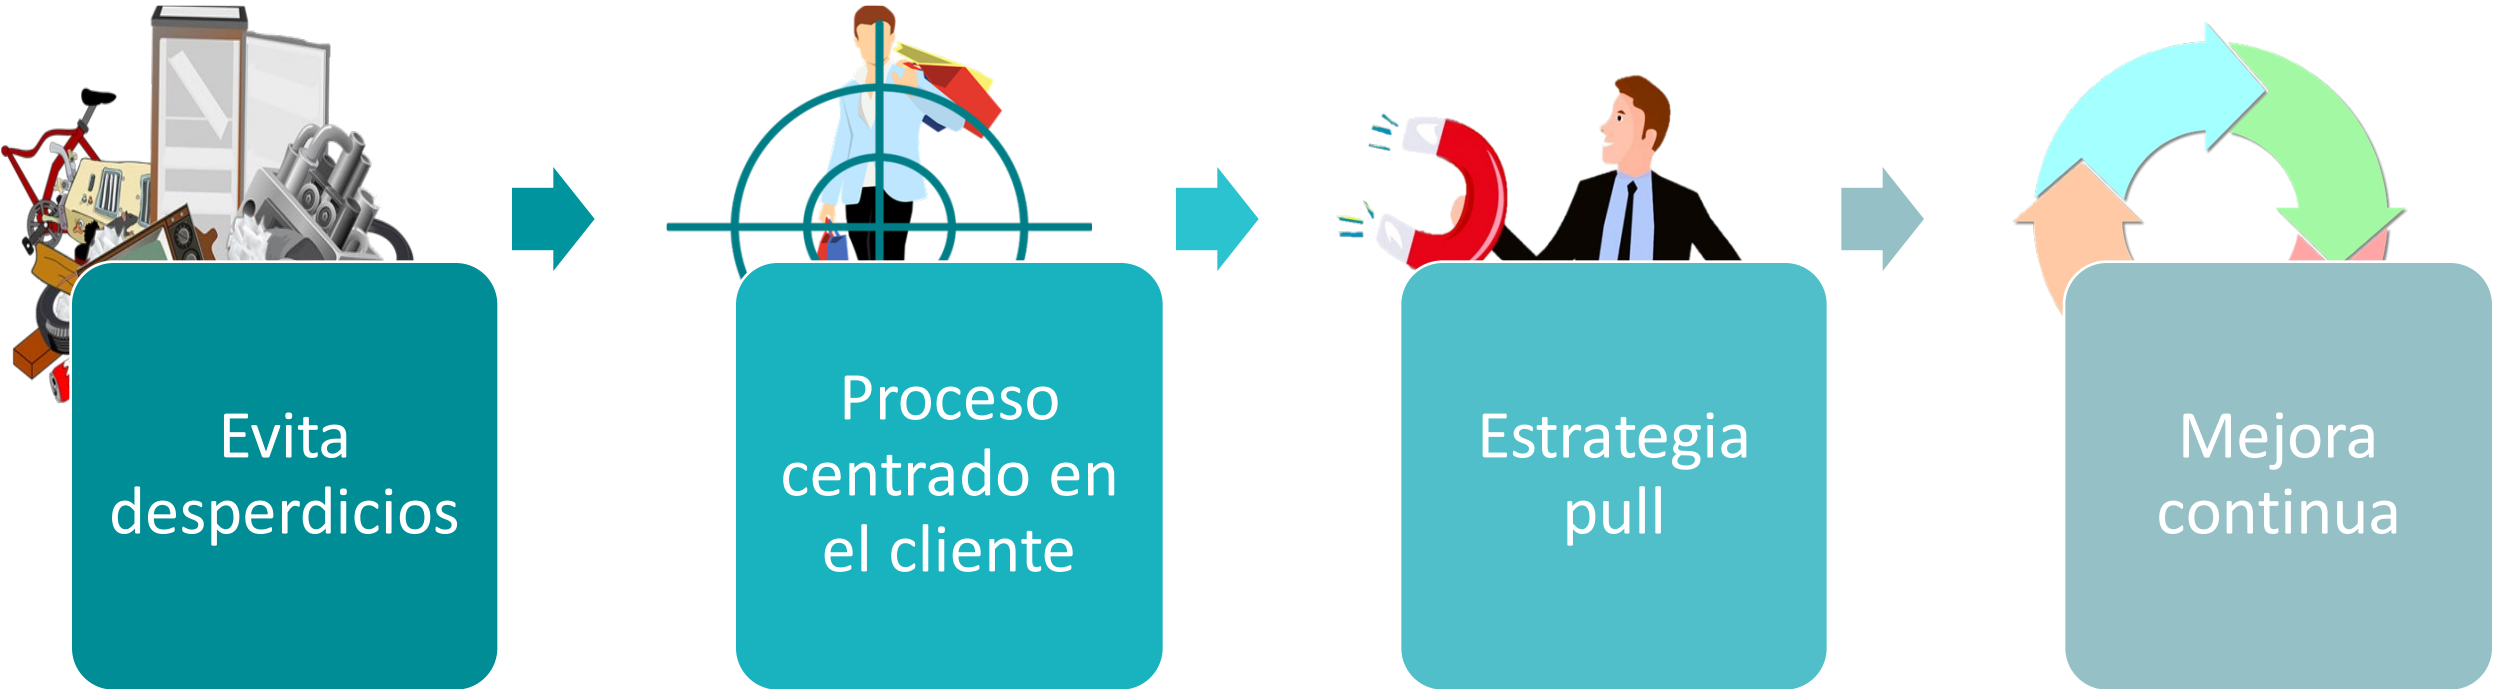 Evita
desperdicios
Proceso
centrado en
el cliente
Estrategia
pull
Mejora
continua